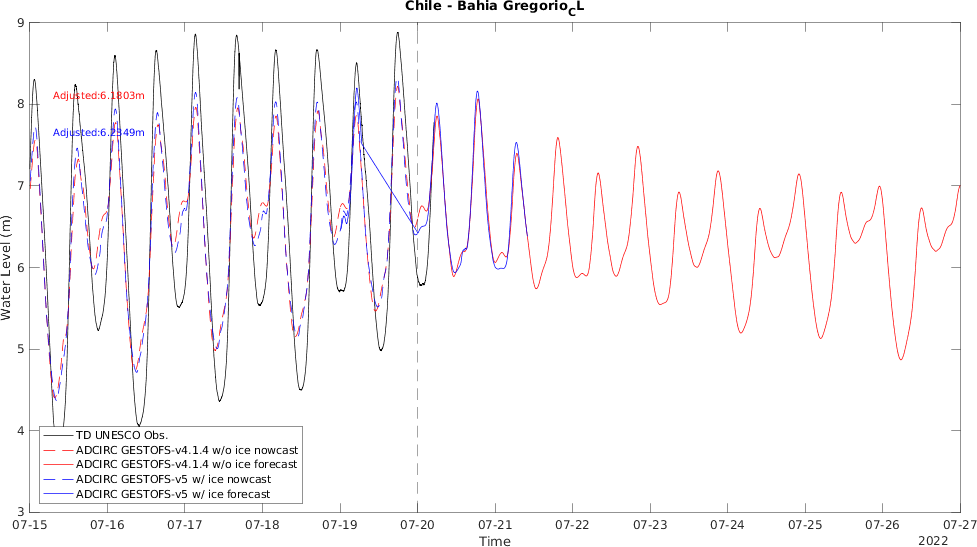 Chile - Bahia Gregorio_CL
9
8
7
6
5
4
3
Water Level (m)
Adjusted:6.1803m
Adjusted:6.2349m
TD UNESCO Obs.
ADCIRC GESTOFS-v4.1.4 w/o ice nowcast
ADCIRC GESTOFS-v4.1.4 w/o ice forecast
ADCIRC GESTOFS-v5 w/ ice nowcast
ADCIRC GESTOFS-v5 w/ ice forecast
07-15 07-16 07-17 07-18 07-19 07-20 07-21 07-22 07-23 07-24 07-25 07-26 07-27
Time
2022